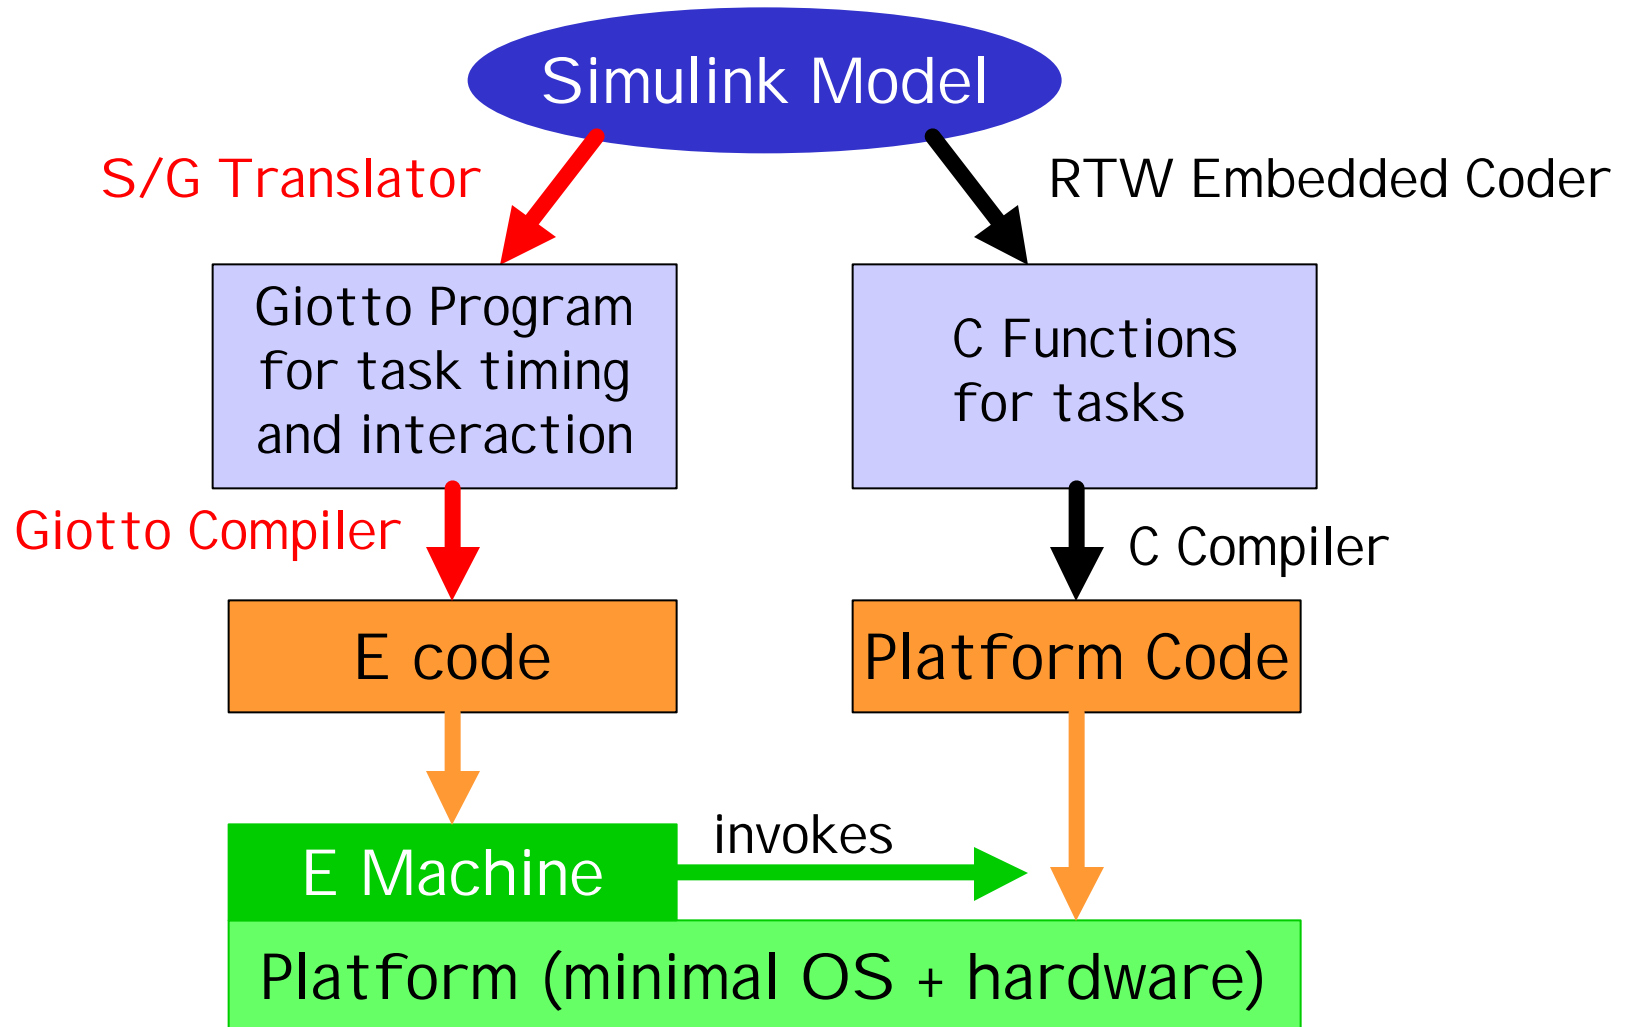 Simulink Model
S/G Translator
RTW Embedded Coder
Giotto Program
for task timing
and interaction
C Functions
for tasks
Giotto Compiler
C Compiler
E code
Platform Code
invokes
E Machine
Platform (minimal OS + hardware)